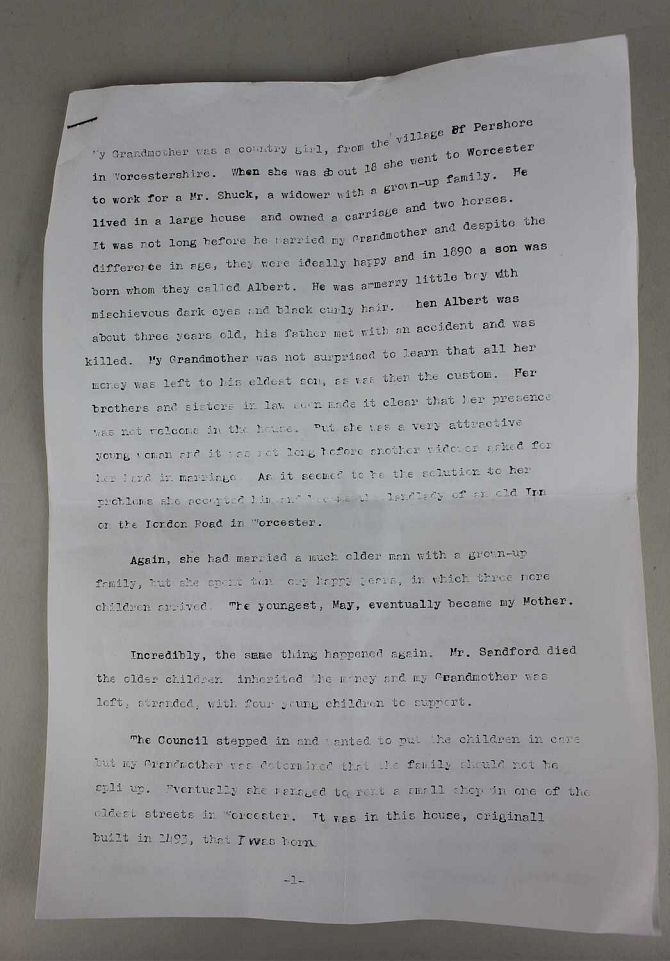 My Grandmother was a country girl, from the village of Pershore
in Worcestershire. When she was about 18 she went to Worcester
to work for a Mr. Shuck, a widower with a grown-up family. He
lived in a large house and owned a carriage and two horses.
It was not long before he married my Grandmother and despite the
difference in age, they were ideally happy and in 1890 a son was
born whom they called Albert. He was a merry little boy with
mischievous dark eyes and black curly hair. hen Albert was
about three years old, his father met with an accident and was
killed. My Grandmother was not surprised to learn that all her
money was left to his eldest son, as was then the custom. Her
brothers and sisters in law soon made it clear that her presence
was not welcome in the house. But she was a very attractive
young woman and it was not long before another widower asked for
her hand in marriage. As it seemed to be the solution to her
problems she accepted him and became the landlady of an old Inn
on the London Road in Worcester.
Again, she had married a much older man with a grown-up
family, but she spent ten very happy years, in which three more
children arrived. The youngest, May, eventually became my Mother.
Incredibly, the same thing happened again. Mr. Sandford died
the older children inherited the money and my Grandmother was
left, stranded, with four young children to support.
The Council stepped in and wanted to put the children in care
but my Grandmother was determined that the family should not be
spli up. Eventually she managed to rent a small shop in one of the
oldest streets in Worcester. It was in this house, originall
built in 1493, that I was born.
-1-